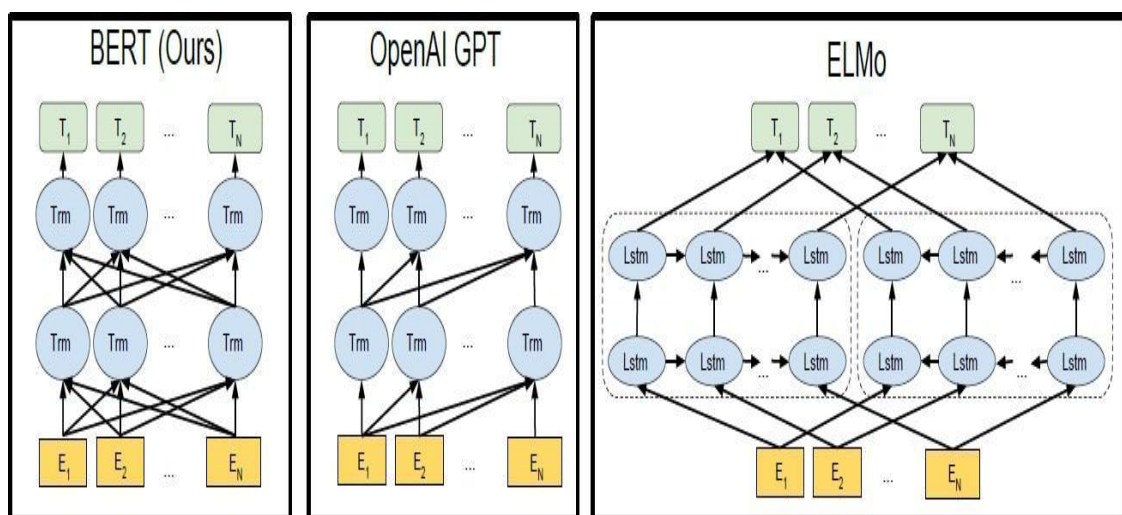 BERT (Ours)
T1 T2 ... TN
Trm Trm ... Trm
Trm Trm ... Trm
E1 E2 ... EN
OpenAI GPT
T1 T2 ... TN
Trm Trm ... Trm
Trm Trm ... Trm
E1 E2 ... EN
ELMo
T1 T2 ... TN
Lstm Lstm ... Lstm Lstm Lstm ... Lstm
Lstm Lstm ... Lstm Lstm Lstm ... Lstm
E1 E2 ... EN